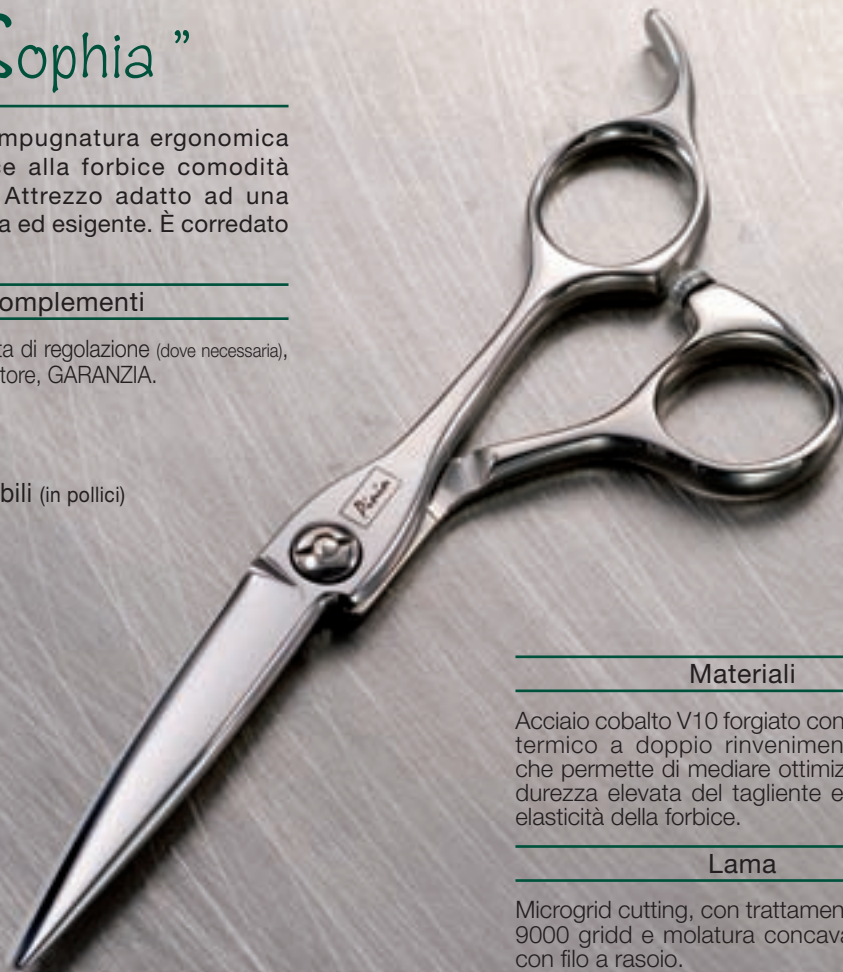 Sophia ”
mpugnatura ergonomica
e alla forbice comodità
Attrezzo adatto ad una
a ed esigente. È corredato
omplementi
ta di regolazione (dove necessaria),
tore, GARANZIA.
bili (in pollici)
Materiali
Acciaio cobalto V10 forgiato con
termico a doppio rinvenimen
che permette di mediare ottimiz
durezza elevata del tagliente e
elasticità della forbice.
Lama
Microgrid cutting, con trattamen
9000 gridd e molatura concava
con filo a rasoio.